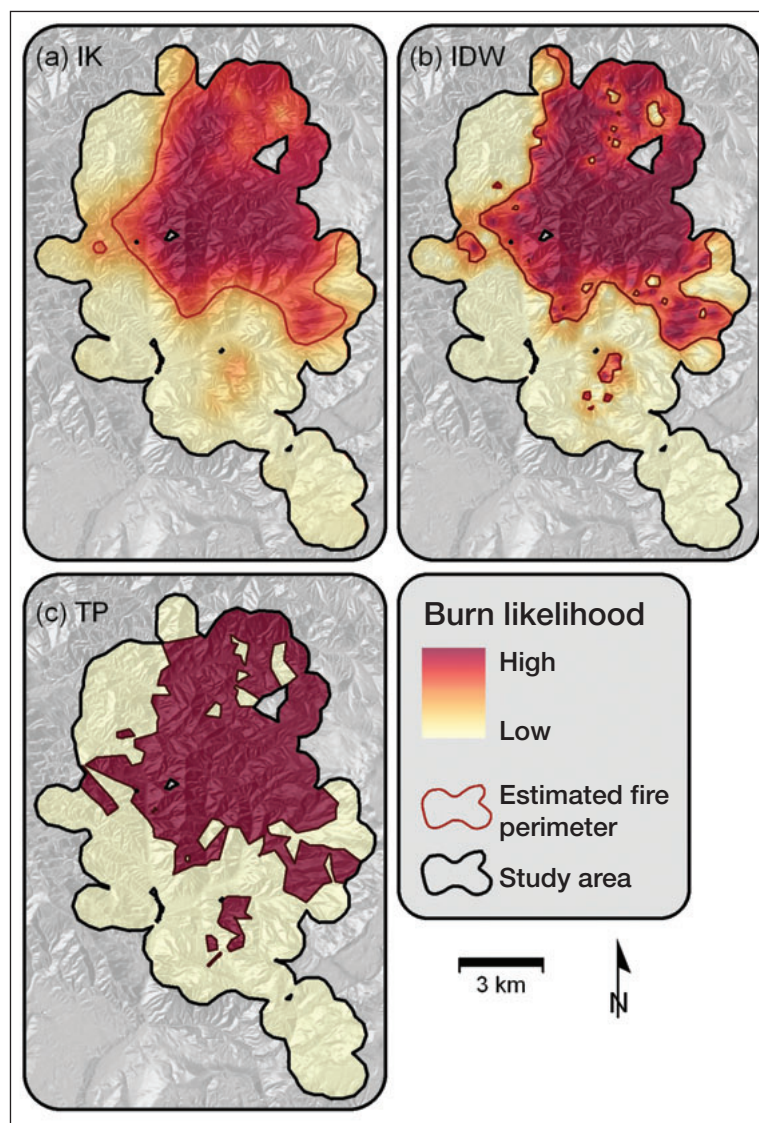 (a) IK
(b) IDW
(c) TP
Burn likelihood
High
Low
Estimated fire
perimeter
Study area
3 km
N